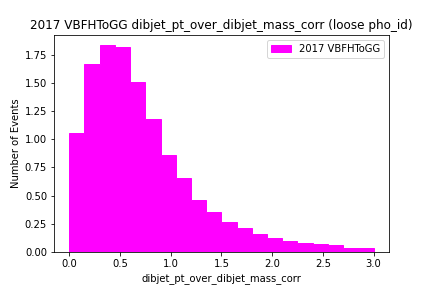 2017 VBFHToGG dibjet_pt_over_dibjet_mass_corr (loose pho_id)
2017 VBFHToGG
Number of Events
1.75
1.50
1.25
1.00
0.75
0.50
0.25
0.00
0.0 0.5 1.0 1.5 2.0 2.5 3.0
dibjet_pt_over_dibjet_mass_corr